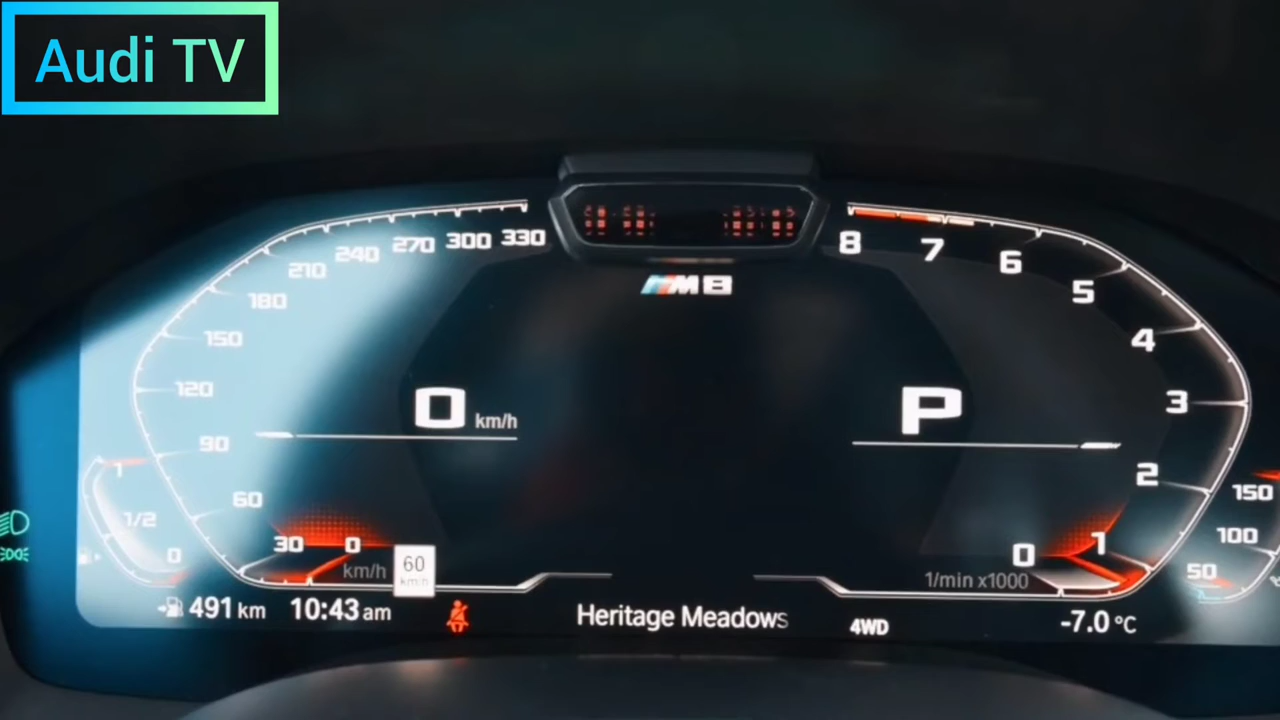 Audi TV
330
300
270
240
210
180
150
120
90
60
30
0
km/h
M8
8
7
6
5
4
3
2
1
0
1/min x1000
0 km/h
P
1
1/2
0
60
km/h
150
100
50
491 km
10:43 am
Heritage Meadows
4WD
-7.0 °C